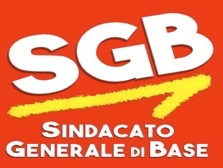 SGB
SINDACATO
GENERALE DI BASE